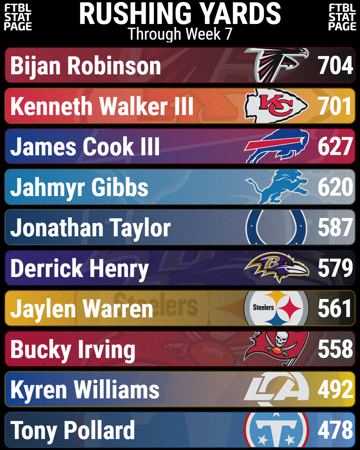 FTBL
STAT
PAGE
RUSHING YARDS
Through Week 7
FTBL
STAT
PAGE
Bijan Robinson 704
Kenneth Walker III KC 701
James Cook III 627
Jahmyr Gibbs 620
Jonathan Taylor 587
Derrick Henry 579
Jaylen Warren Steelers 561
Bucky Irving 558
Kyren Williams LA 492
Tony Pollard T 478